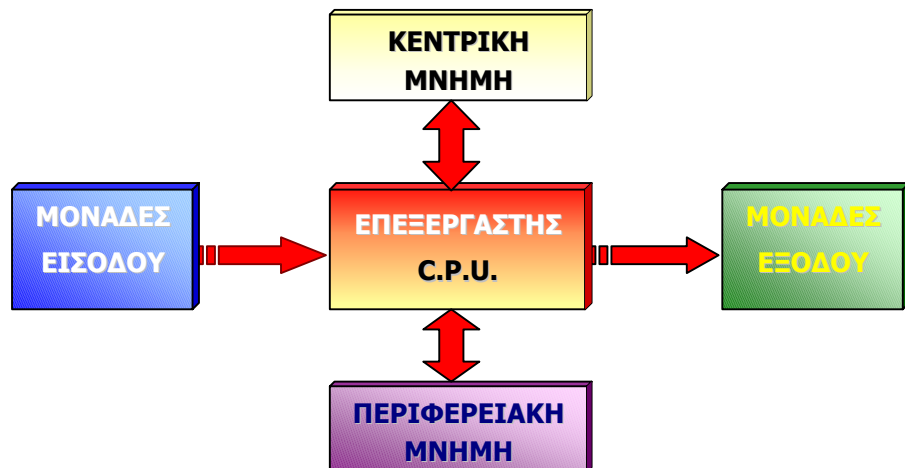 ΚΕΝΤΡΙΚΗ
ΜΝΗΜΗ
ΜΟΝΑΔΕΣ
ΕΙΣΟΔΟΥ
ΕΠΕΞΕΡΓΑΣΤΗΣ
C.P.U.
ΜΟΝΑΔΕΣ
ΕΞΟΔΟΥ
ΠΕΡΙΦΕΡΕΙΑΚΗ
ΜΝΗΜΗ